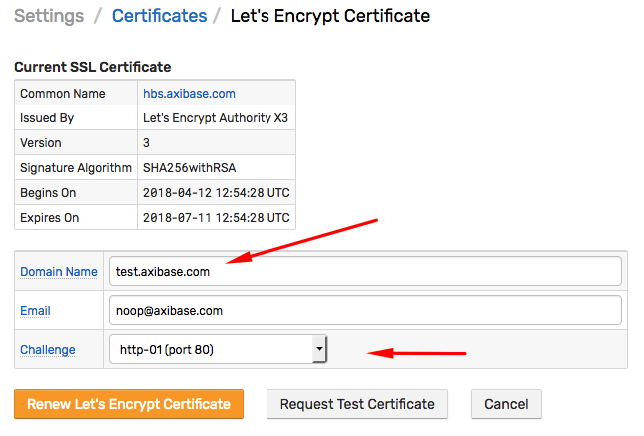 Settings / Certificates / Let's Encrypt Certificate
Current SSL Certificate
Common Name hbs.axibase.com
Issued By Let's Encrypt Authority X3
Version 3
Signature Algorithm SHA256withRSA
Begins On 2018-04-12 12:54:28 UTC
Expires On 2018-07-11 12:54:28 UTC
Domain Name test.axibase.com
Email noop@axibase.com
Challenge http-01 (port 80)
Renew Let's Encrypt Certificate Request Test Certificate Cancel